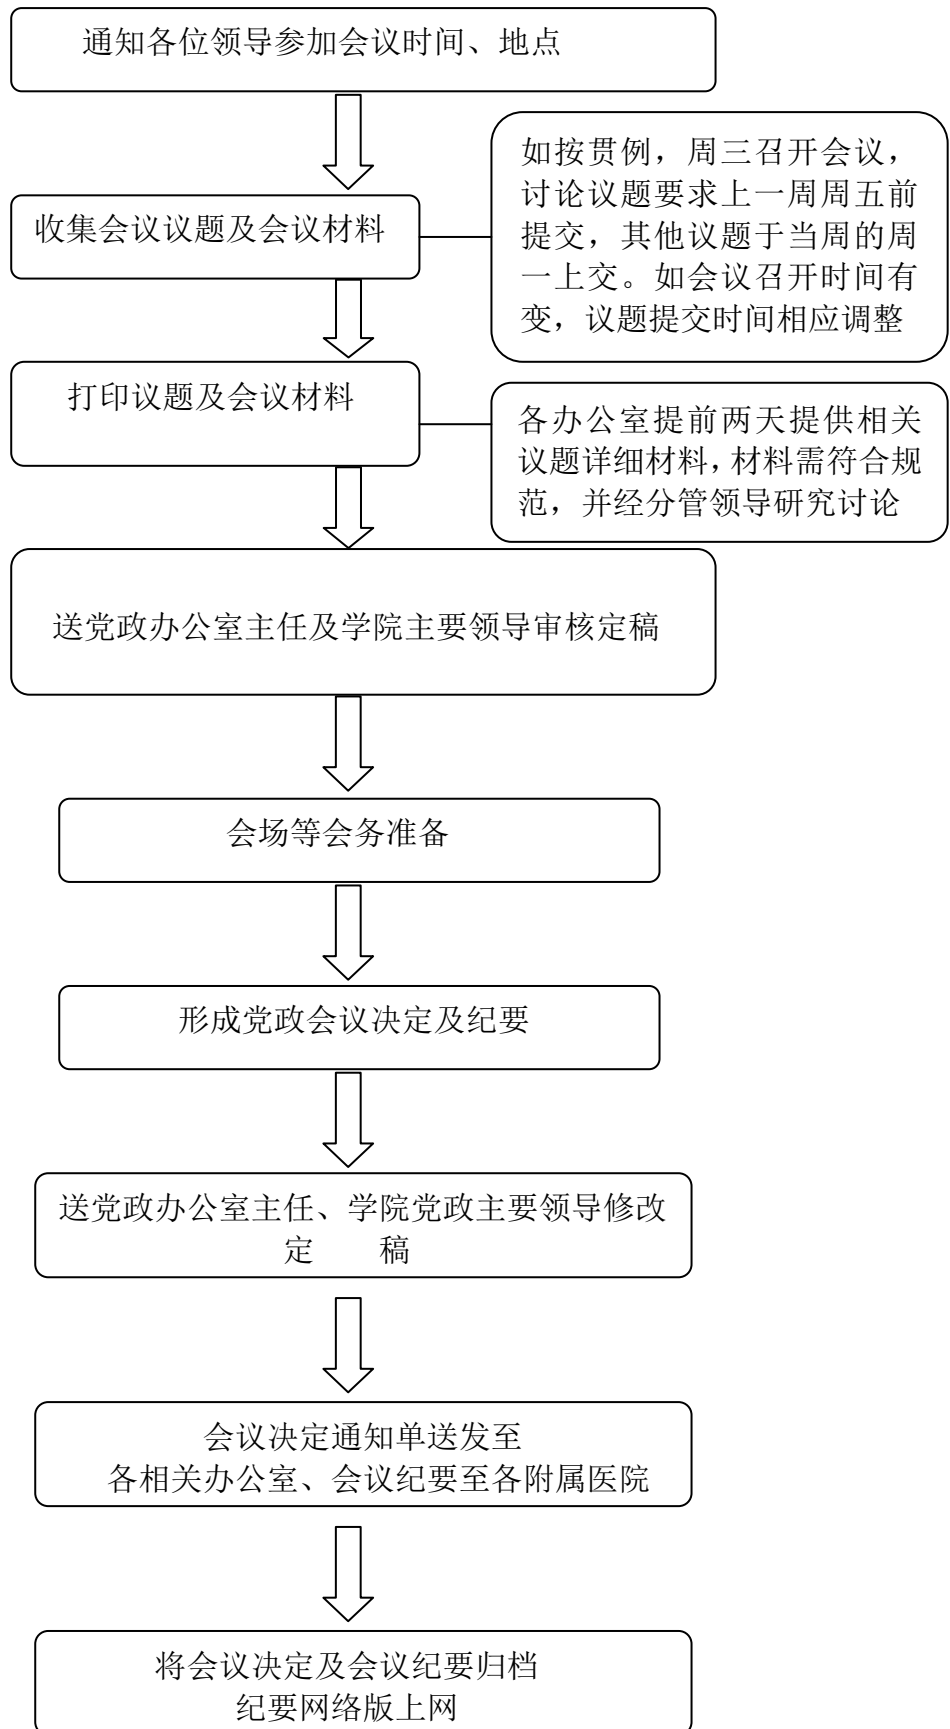 通知各位领导参加会议时间、地点
如按贯例，周三召开会议，
讨论议题要求上一周周五前
提交，其他议题于当周的周
一上交。如会议召开时间有
变，议题提交时间相应调整
收集会议议题及会议材料
打印议题及会议材料
各办公室提前两天提供相关
议题详细材料，材料需符合规
范，并经分管领导研究讨论
送党政办公室主任及学院主要领导审核定稿
会场等会务准备
形成党政会议决定及纪要
送党政办公室主任、学院党政主要领导修改
定 稿
会议决定通知单送发至
各相关办公室、会议纪要至各附属医院
将会议决定及会议纪要归档
纪要网络版上网